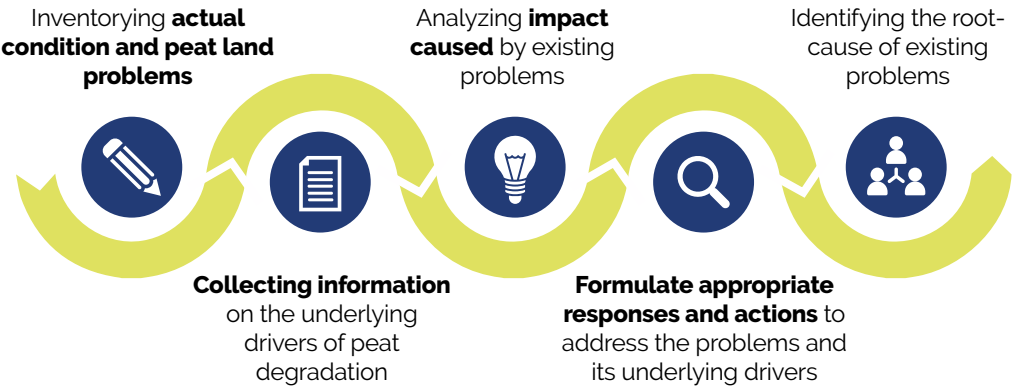 Inventorying actual
condition and peat land
problems
Collecting information
on the underlying
drivers of peat
degradation
Analyzing impact
caused by existing
problems
Formulate appropriate
responses and actions to
address the problems and
its underlying drivers
Identifying the root-
cause of existing
problems